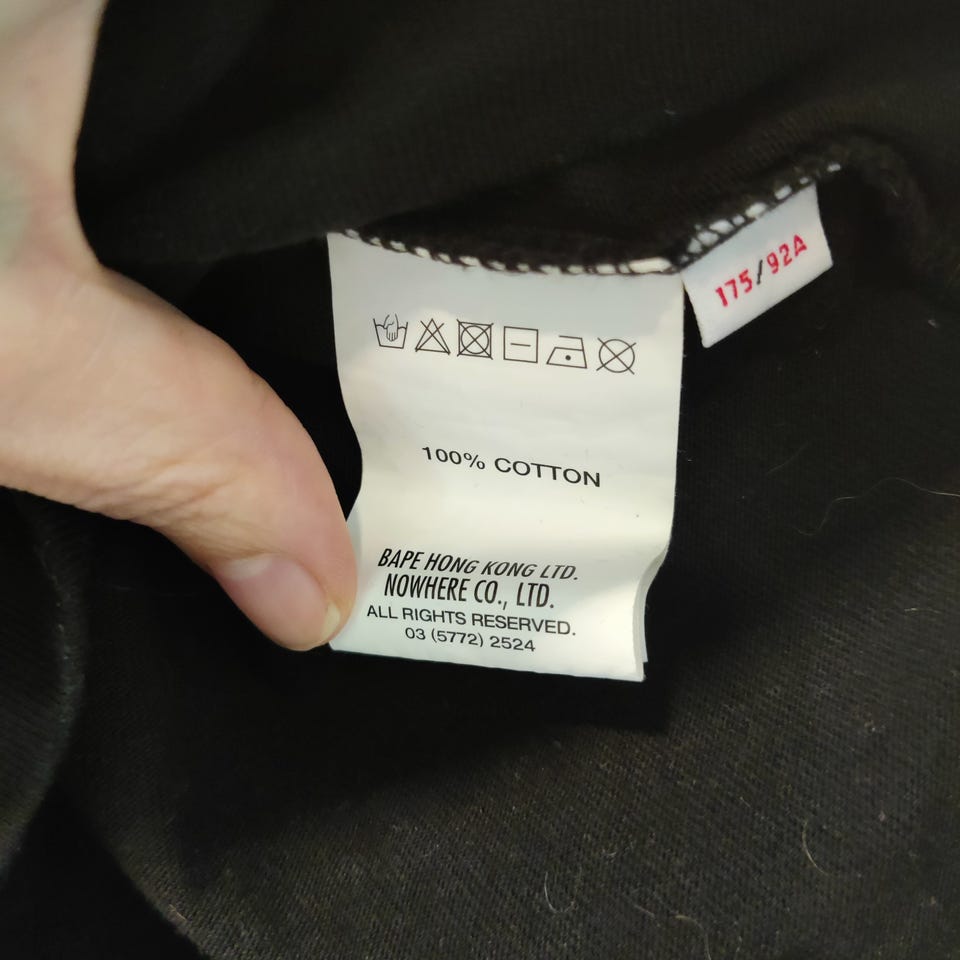 175/92A
100% COTTON
BAPE HONG KONG LTD.
NOWHERE CO., LTD.
ALL RIGHTS RESERVED.
03 (5772) 2524